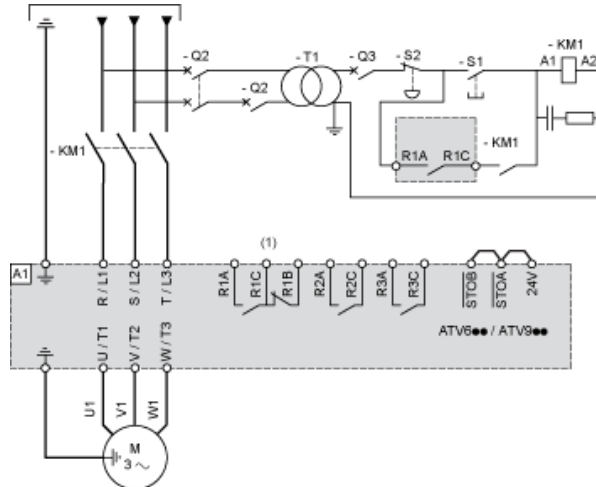 - Q2
- T1
- Q3
- S2
- S1
- KM1
A1
A2
- Q2
- KM1
R1A
R1C
- KM1
(1)
A1
R / L1
S / L2
T / L3
R1A
R1C
R1B
R2A
R2C
R3A
R3C
STOB
STOA
24V
U / T1
V / T2
W / T3
ATV6●● / ATV9●●
U1
V1
W1
M
3 ~